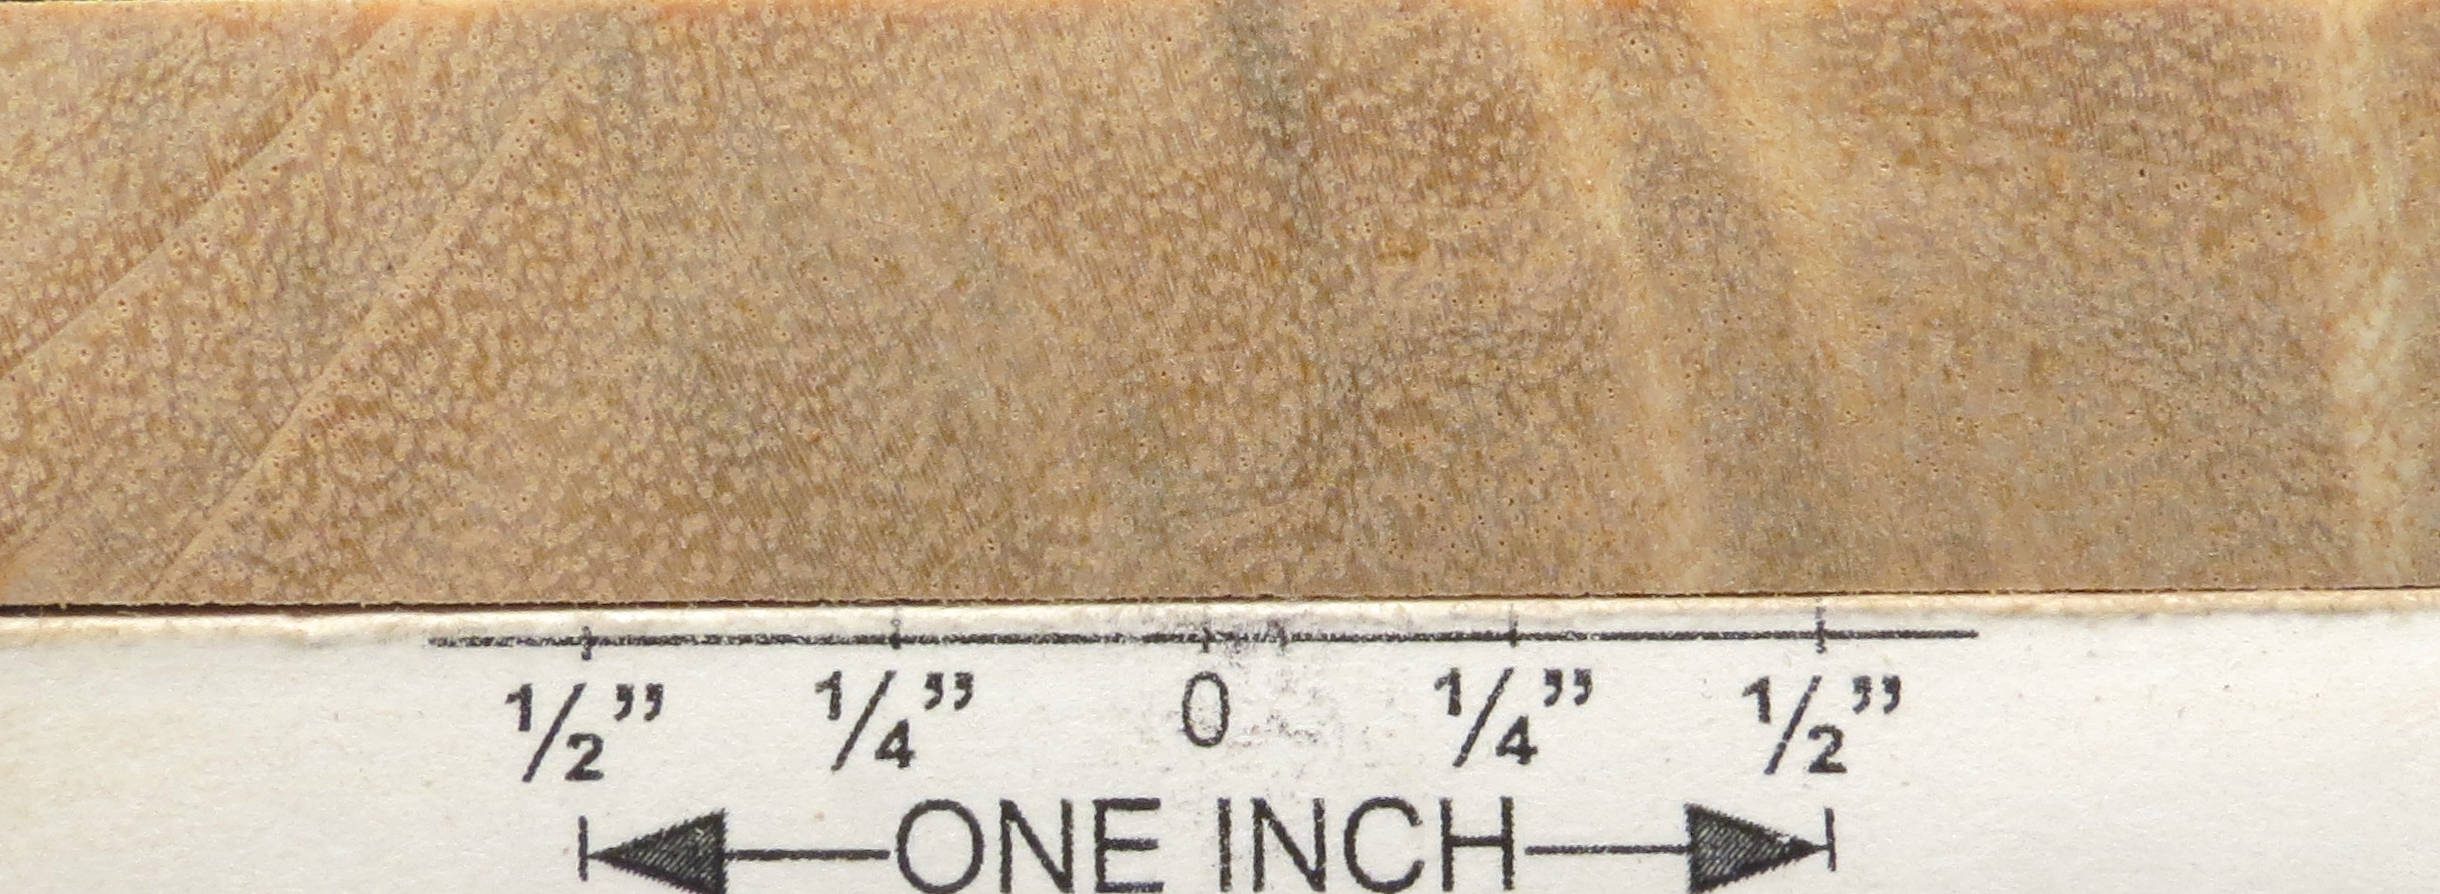 1/2” 1/4” 0 1/4” 1/2”
ONE INCH